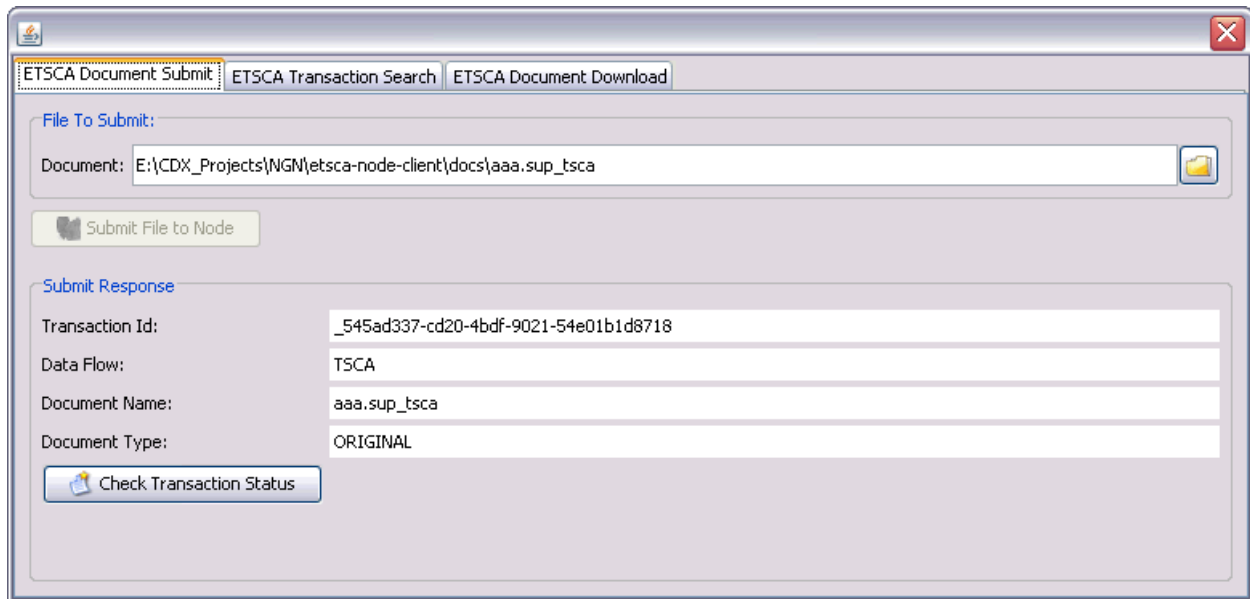 ETSCA Document Submit ETSCA Transaction Search ETSCA Document Download
File To Submit:
Document: E:\CDX_Projects\NGN\etsca-node-client\docs\aaa.sup_tsca
Submit File to Node
Submit Response
Transaction Id: _545ad337-cd20-4bdf-9021-54e01b1d8718
Data Flow: TSCA
Document Name: aaa.sup_tsca
Document Type: ORIGINAL
Check Transaction Status